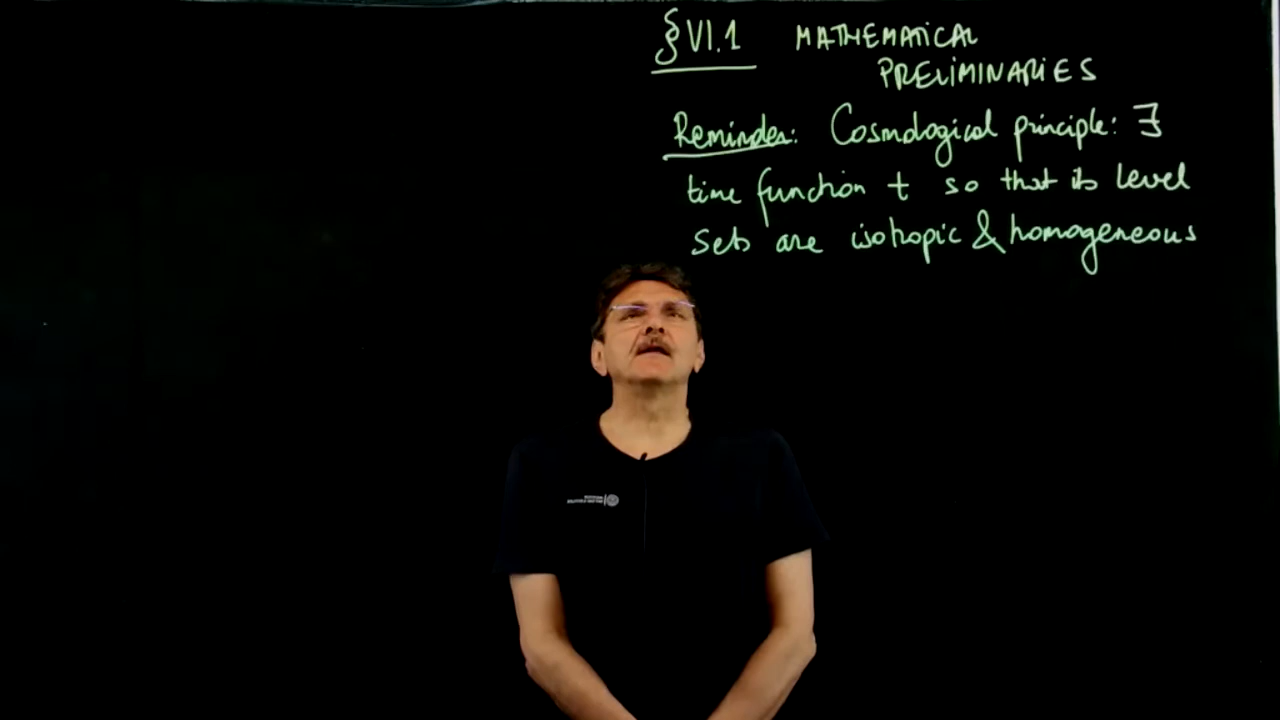 §VI.1 MATHEMATICAL
PRELIMINARIES
Reminder: Cosmological principle: ∃
time function t so that its level
sets are isotropic & homogeneous